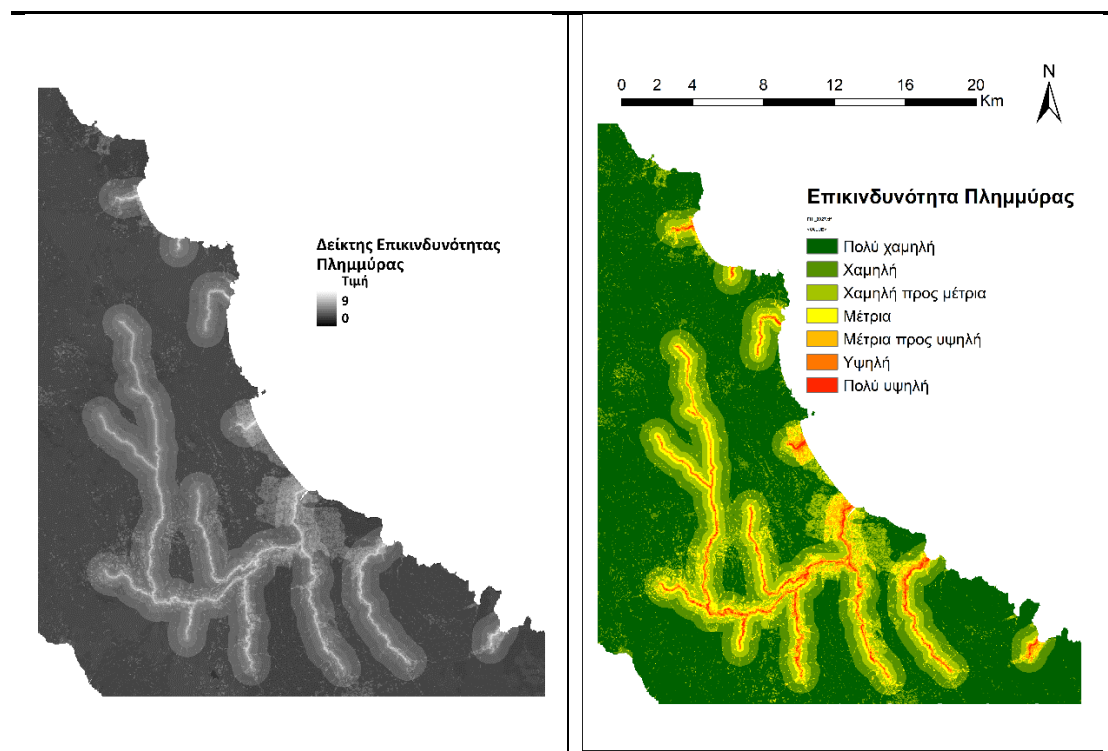 Δείκτης Επικινδυνότητας
Πλημμύρας
Τιμή
9
0
0 2 4 8 12 16 20
Km
N
Επικινδυνότητα Πλημμύρας
Πολύ χαμηλή
Χαμηλή
Χαμηλή προς μέτρια
Μέτρια
Μέτρια προς υψηλή
Υψηλή
Πολύ υψηλή